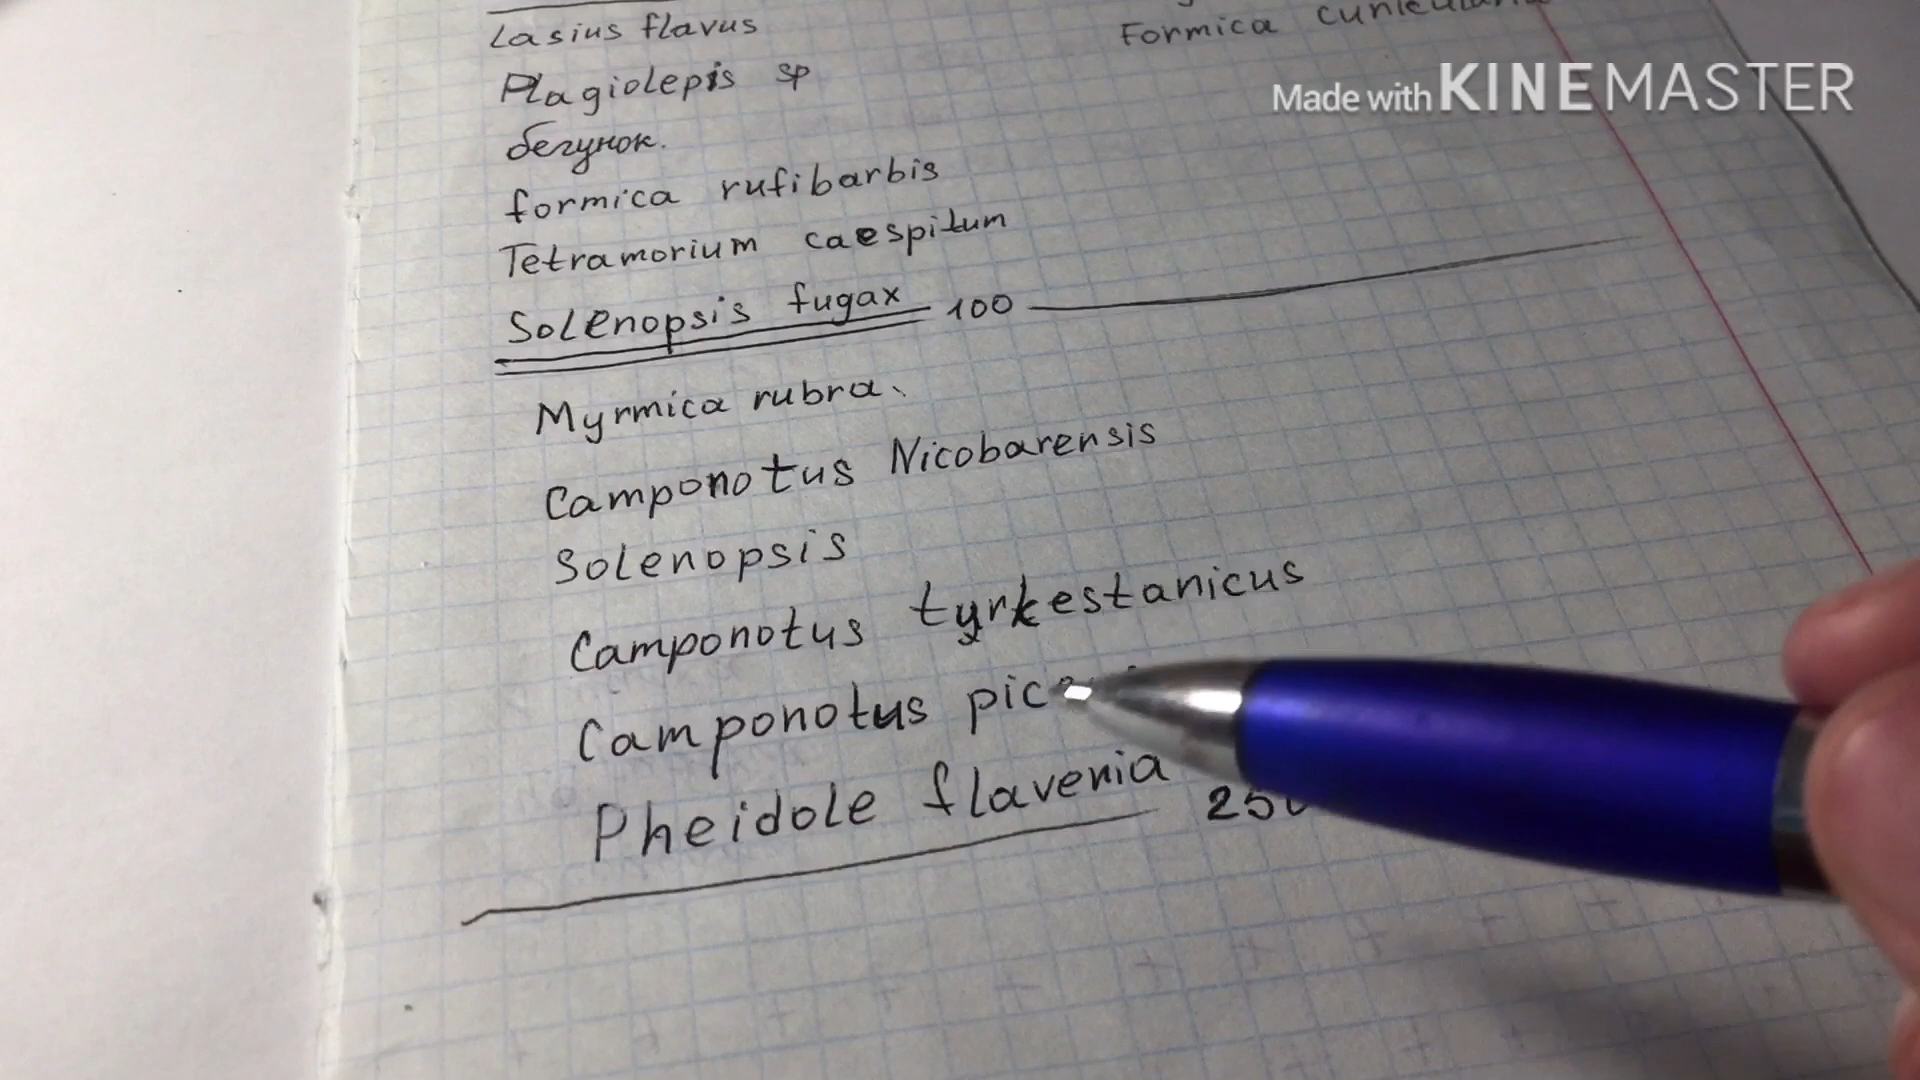 Lasius flavus
Formica
Plagiolepis sp
Made with KINEMASTER
бегунок.
formica rufibarbis
Tetramorium caespitum
Solenopsis fugax 100
Myrmica rubra
Camponotus Nicobarensis
Solenopsis
Camponotus tyrkestanicus
Camponotus
Pheidole flavenia